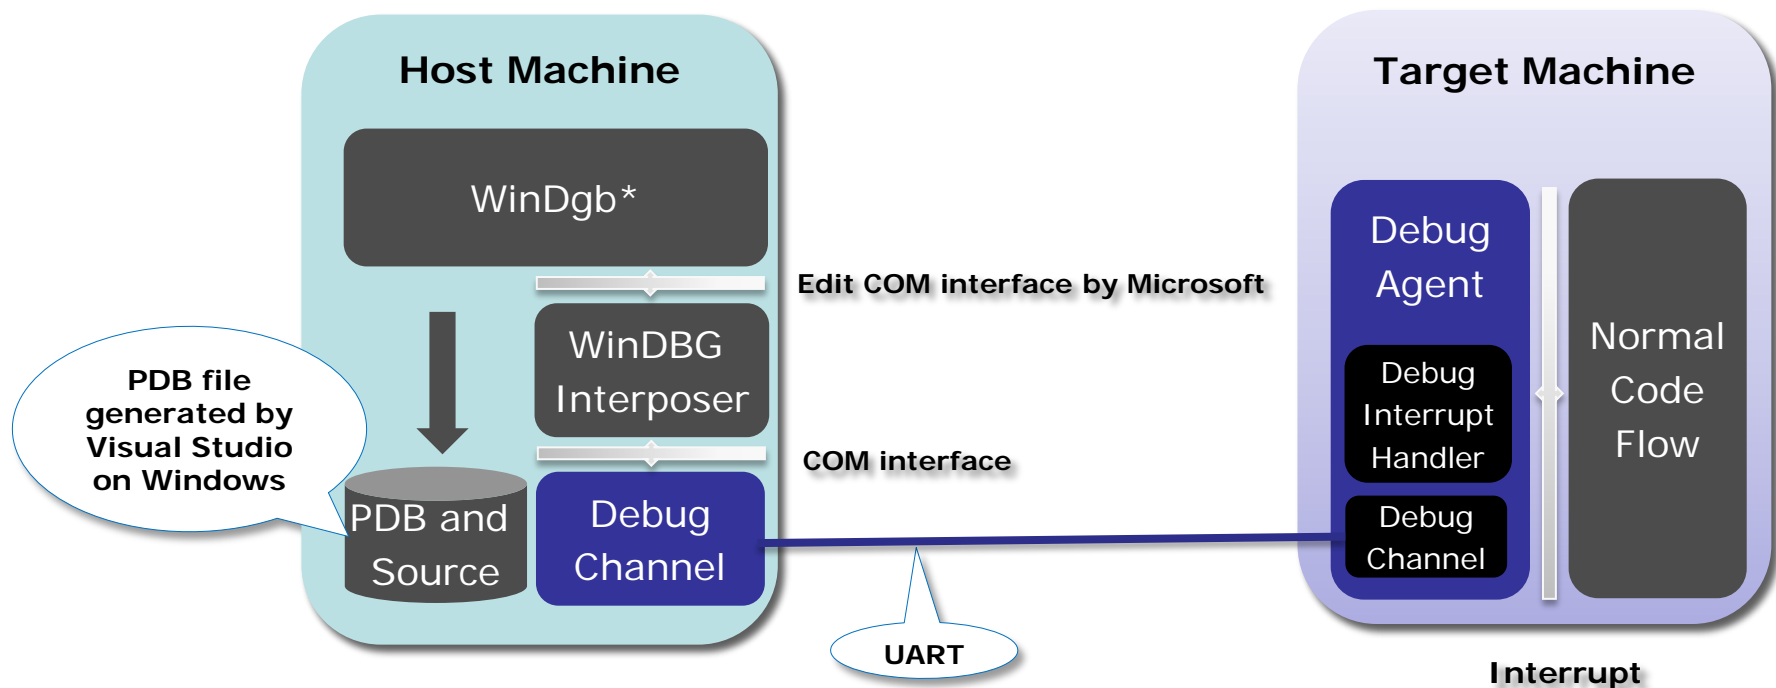 Host Machine
WinDgb*
Edit COM interface by Microsoft
WinDBG
Interposer
COM interface
PDB file
generated by
Visual Studio
on Windows
PDB and
Source
Debug
Channel
UART
Target Machine
Debug
Agent
Debug
Interrupt
Handler
Debug
Channel
Normal
Code
Flow
Interrupt